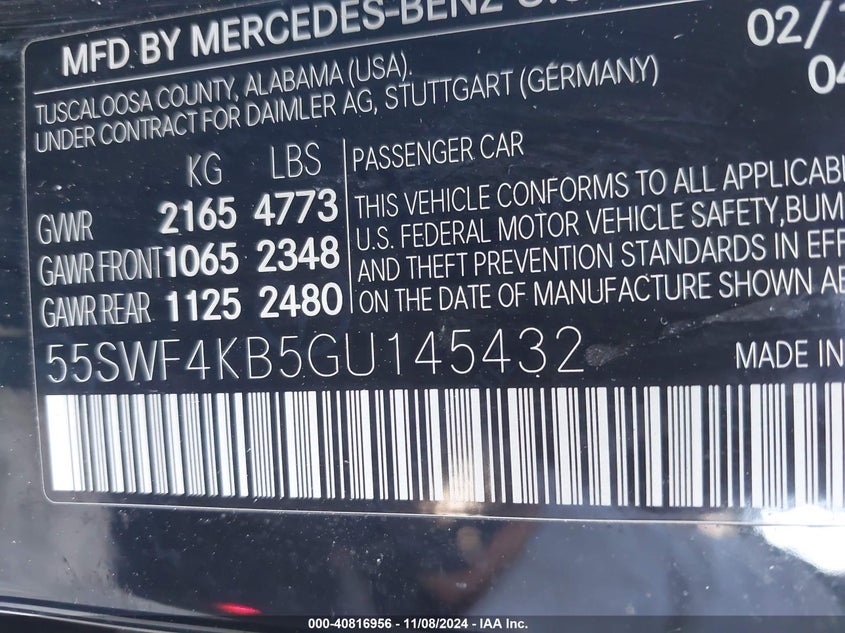 MFD BY MERCEDES-BENZ U.S.
02/
04
TUSCALOOSA COUNTY, ALABAMA (USA).
UNDER CONTRACT FOR DAIMLER AG, STUTTGART (GERMANY)
KG LBS
GVWR 2165 4773
GAWR FRONT 1065 2348
GAWR REAR 1125 2480
PASSENGER CAR
THIS VEHICLE CONFORMS TO ALL APPLICABL
U.S. FEDERAL MOTOR VEHICLE SAFETY, BUM
AND THEFT PREVENTION STANDARDS IN EFF
ON THE DATE OF MANUFACTURE SHOWN AB
55SWF4KB5GU145432
MADE IN
000-40816956 - 11/08/2024 - IAA Inc.